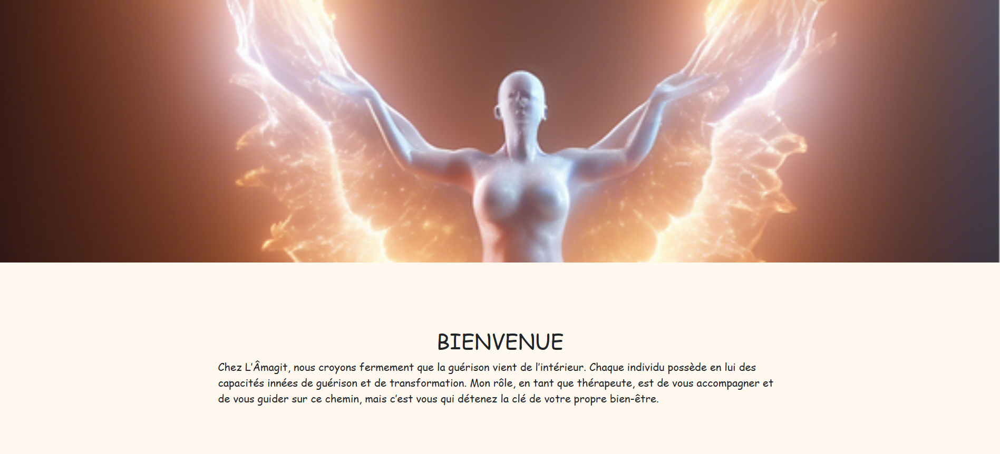 BIENVENUE
Chez L'Âmagit, nous croyons fermement que la guérison vient de l'intérieur. Chaque individu possède en lui des
capacités innées de guérison et de transformation. Mon rôle, en tant que thérapeute, est de vous accompagner et
de vous guider sur ce chemin, mais c'est vous qui détenez la clé de votre propre bien-être.